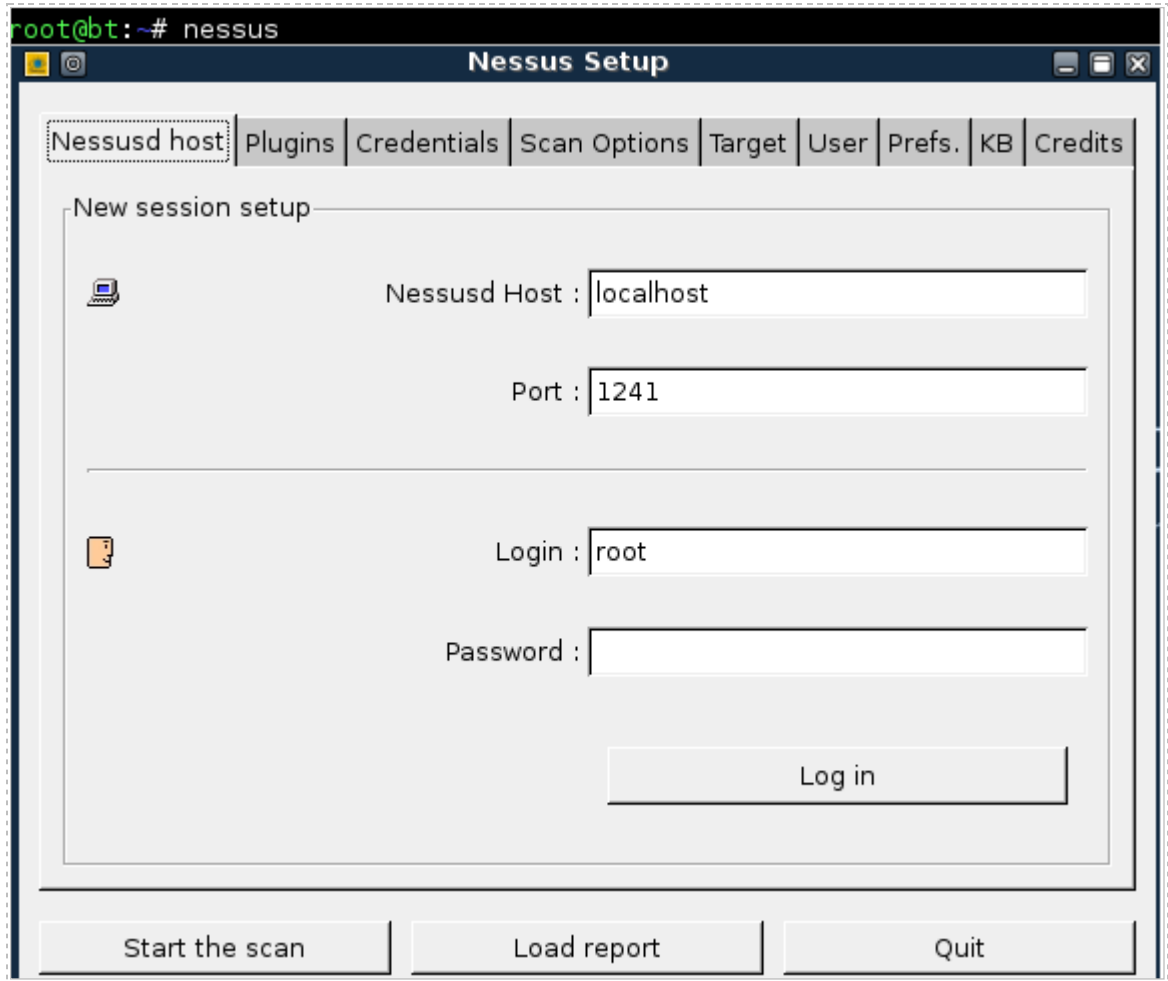 root@bt:~# nessus
Nessus Setup
Nessusd host Plugins Credentials Scan Options Target User Prefs. KB Credits
New session setup
Nessusd Host : localhost
Port : 1241
Login : root
Password :
Log in
Start the scan Load report Quit